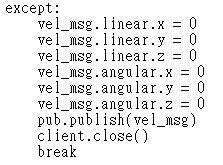 except:
    vel_msg.linear.x = 0
    vel_msg.linear.y = 0
    vel_msg.linear.z = 0
    vel_msg.angular.x = 0
    vel_msg.angular.y = 0
    vel_msg.angular.z = 0
    pub.publish(vel_msg)
    client.close()
    break